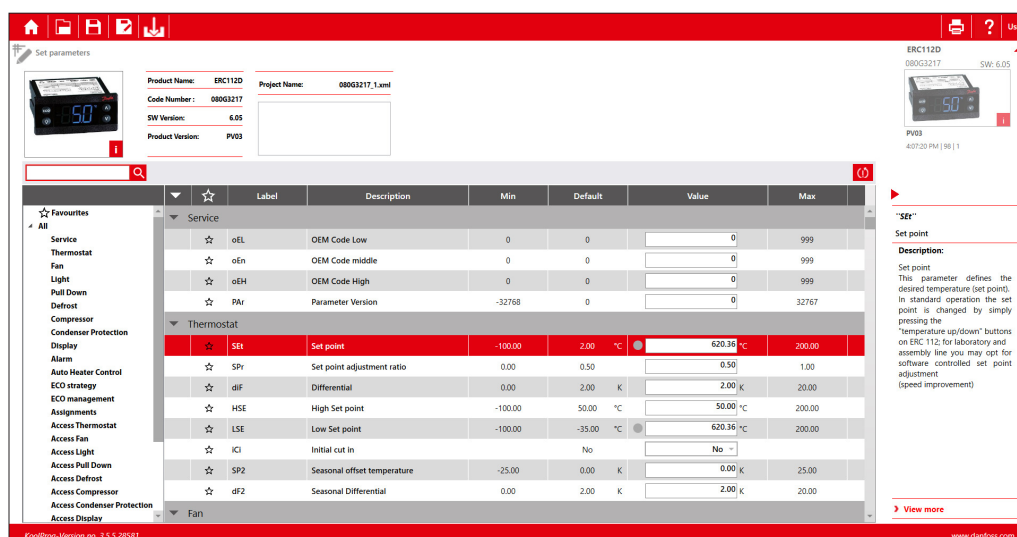 Us
Set parameters
Product Name: ERC112D
Code Number : 080G3217
SW Version: 6.05
Product Version: PV03
Project Name: 080G3217_1.xml
50
ERC112D
080G3217 SW: 6.05
50
PV03
4:07:20 PM | 98 | 1
Label Description Min Default Value Max
Favourites
All
Service
Thermostat
Fan
Light
Pull Down
Defrost
Compressor
Condenser Protection
Display
Alarm
Auto Heater Control
ECO strategy
ECO management
Assignments
Access Thermostat
Access Fan
Access Light
Access Pull Down
Access Defrost
Access Compressor
Access Condenser Protection
Access Display
Service
oEL OEM Code Low 0 0 0 999
oEn OEM Code middle 0 0 0 999
oEH OEM Code High 0 0 0 999
PAr Parameter Version -32768 0 0 32767
Thermostat
SEt Set point -100.00 2.00 °C 620.36 °C 200.00
SPr Set point adjustment ratio 0.00 0.50 0.50 1.00
diF Differential 0.00 2.00 K 2.00 K 20.00
HSE High Set point -100.00 50.00 °C 50.00 °C 200.00
LSE Low Set point -100.00 -35.00 °C 620.36 °C 200.00
ICi Initial cut in No No
SP2 Seasonal offset temperature -25.00 0.00 K 0.00 K 25.00
dF2 Seasonal Differential 0.00 2.00 K 2.00 K 20.00
Fan
"SEt"
Set point
Description:
Set point
This parameter defines the
desired temperature (set point).
In standard operation the set
point is changed by simply
pressing the
"temperature up/down" buttons
on ERC 112; for laboratory and
assembly line you may opt for
software controlled set point
adjustment
(speed improvement)
View more
KoolProg-Version no. 3.5.5.28581
www.danfoss.com